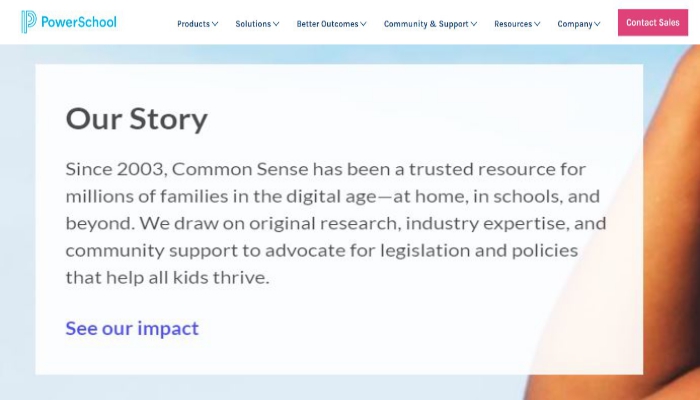 PowerSchool Products Solutions Better Outcomes Community & Support Resources Company Contact Sales
Our Story
Since 2003, Common Sense has been a trusted resource for
millions of families in the digital age—at home, in schools, and
beyond. We draw on original research, industry expertise, and
community support to advocate for legislation and policies
that help all kids thrive.
See our impact